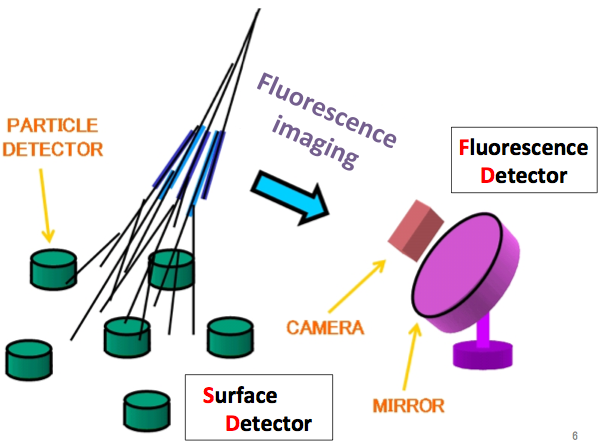 Fluorescence
imaging
PARTICLE
DETECTOR
Fluorescence
Detector
CAMERA
MIRROR
Surface
Detector
6